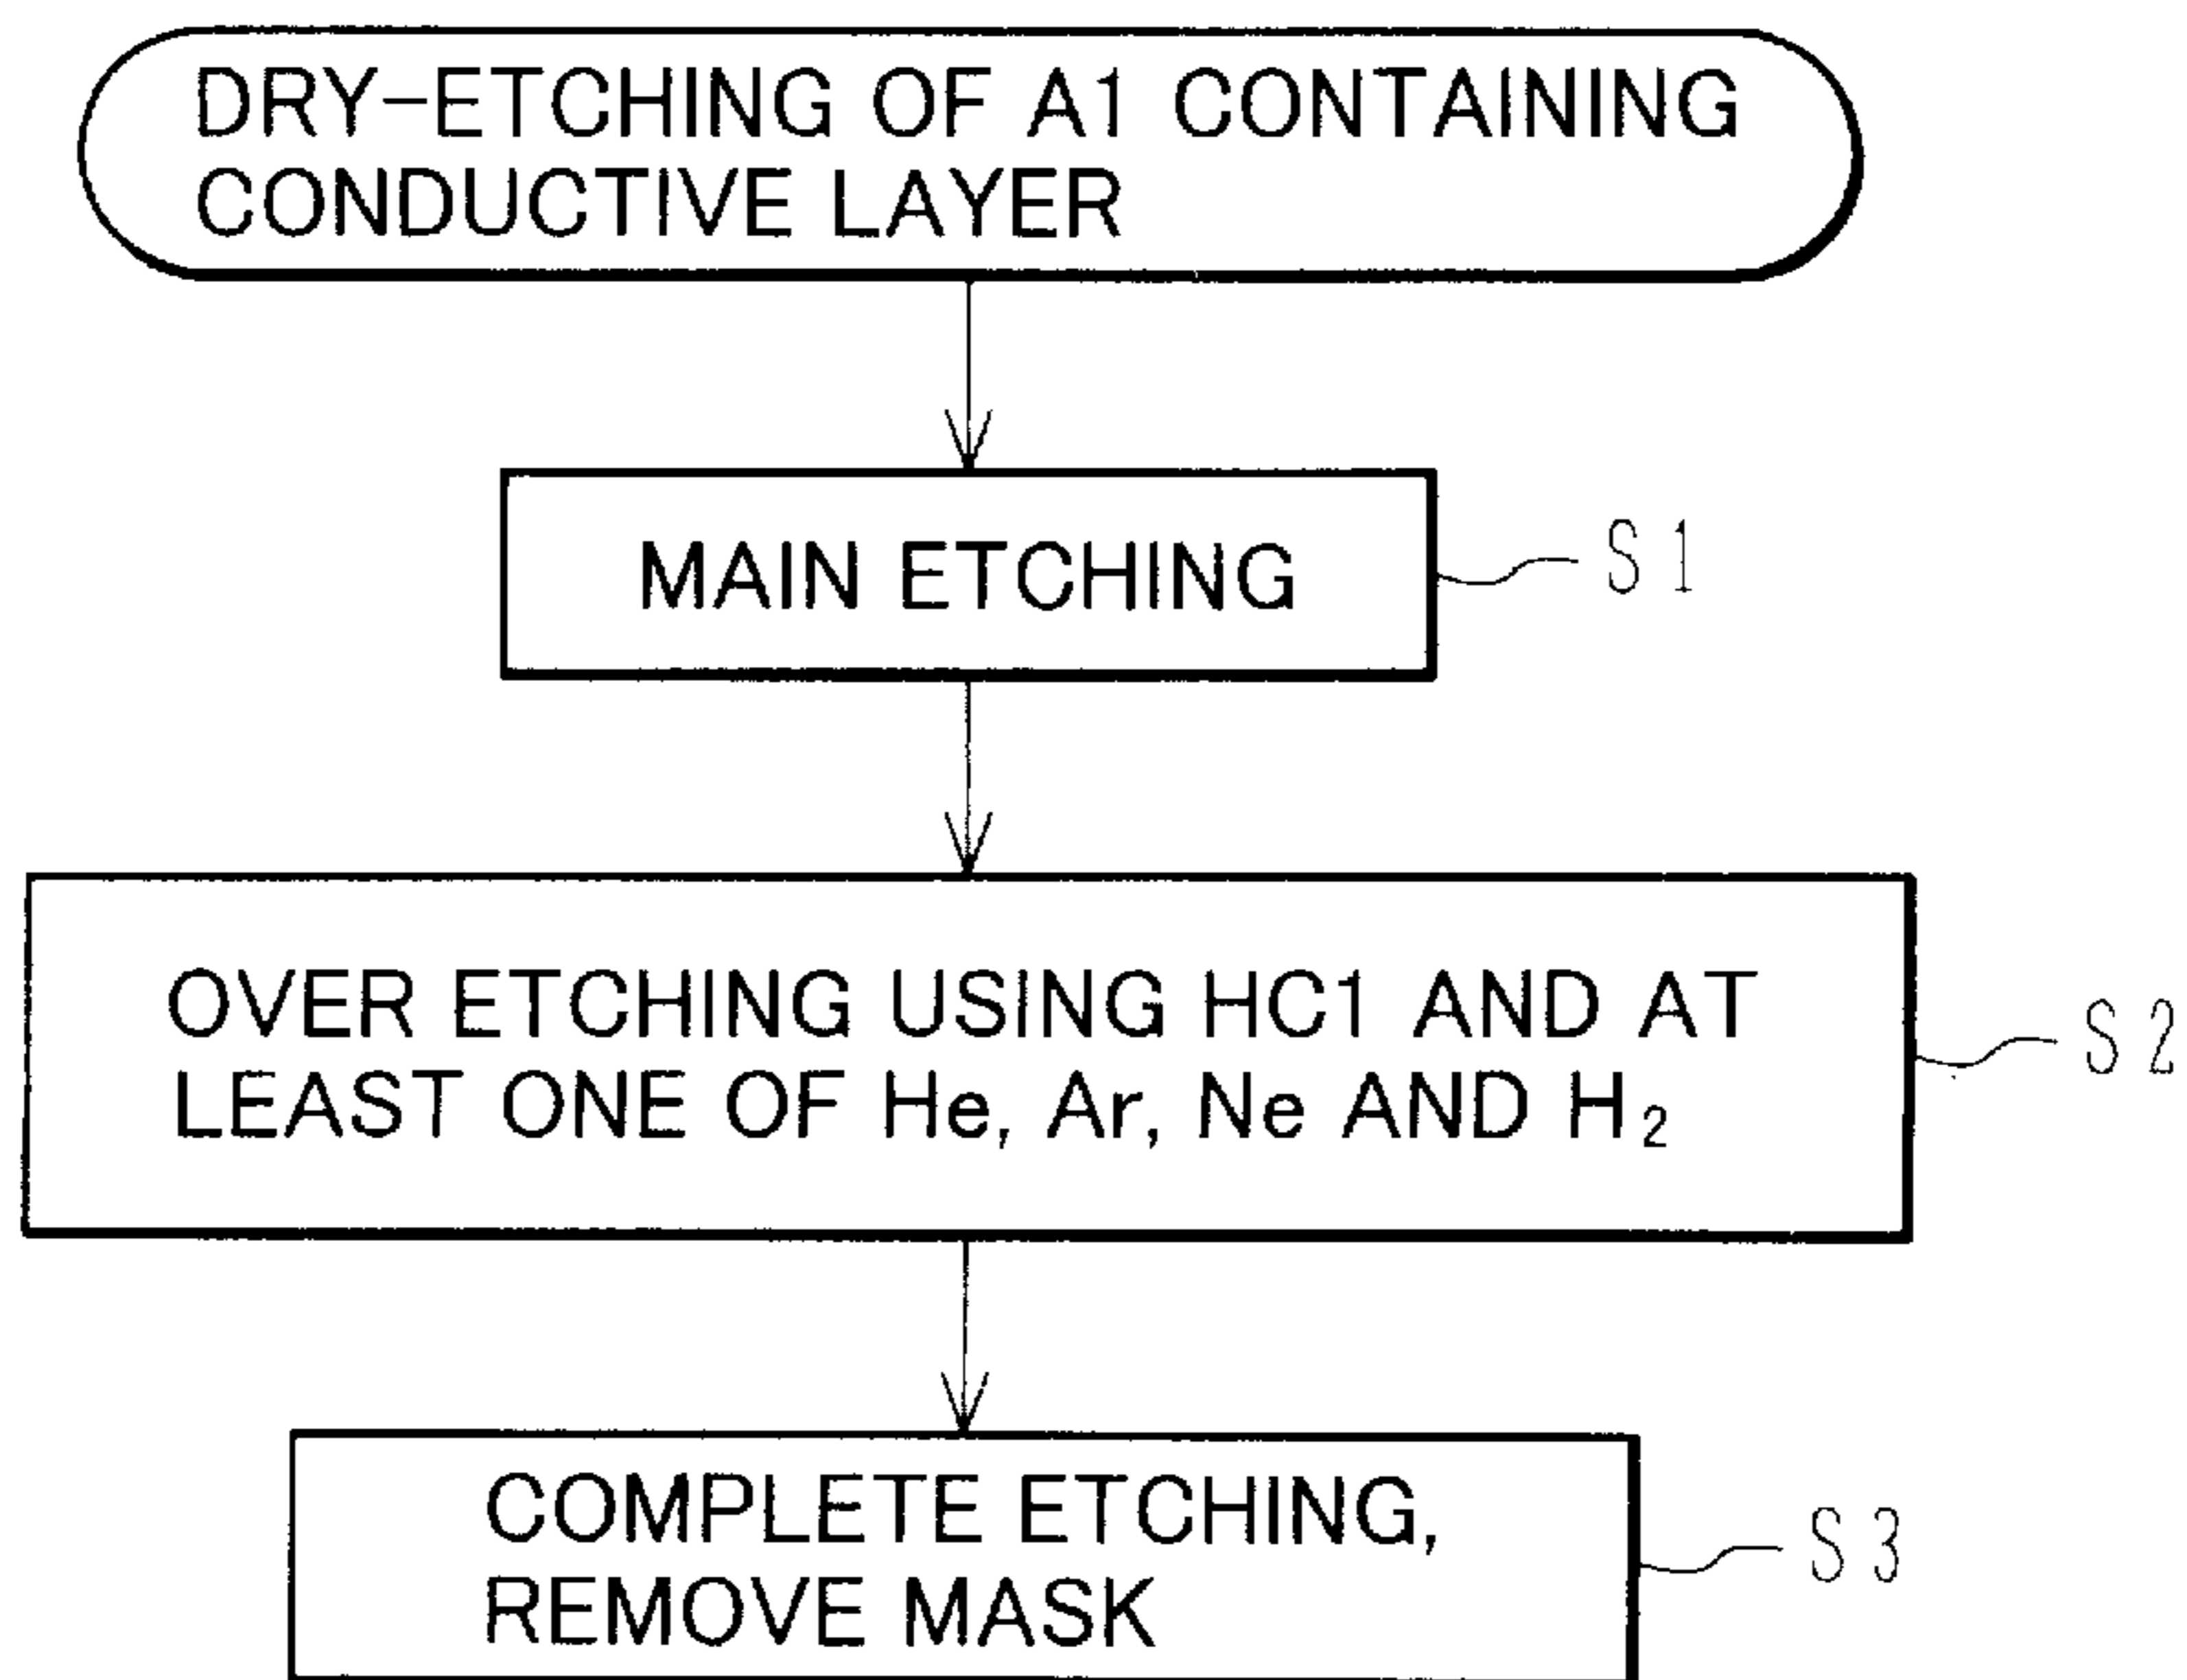 DRY-ETCHING OF A1 CONTAINING
CONDUCTIVE LAYER
MAIN ETCHING
S1
OVER ETCHING USING HC1 AND AT
LEAST ONE OF He, Ar, Ne AND H₂
S2
COMPLETE ETCHING,
REMOVE MASK
S3